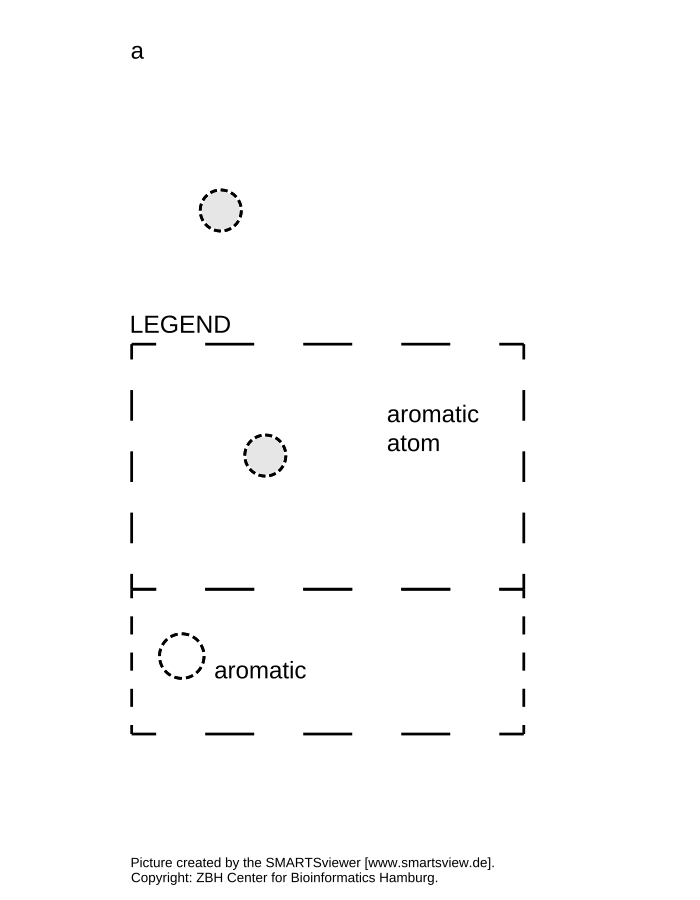 a
LEGEND
aromatic
atom
aromatic
Picture created by the SMARTSviewer [www.smartsview.de].
Copyright: ZBH Center for Bioinformatics Hamburg.